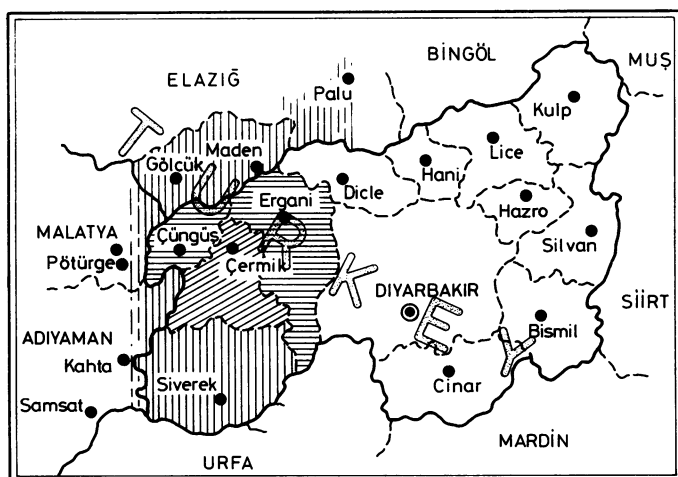 BİNGÖL
MUŞ
ELAZIĞ
Palu
Kulp
Lice
Maden
Gölcük
Hani
Dicle
Ergani
Hazro
MALATYA
Pötürge
Çüngüş
Çermik
Silvan
SİİRT
DIYARBAKIR
Bismil
ADIYAMAN
Kahta
Siverek
Cinar
Samsat
MARDİN
URFA
TURKEY